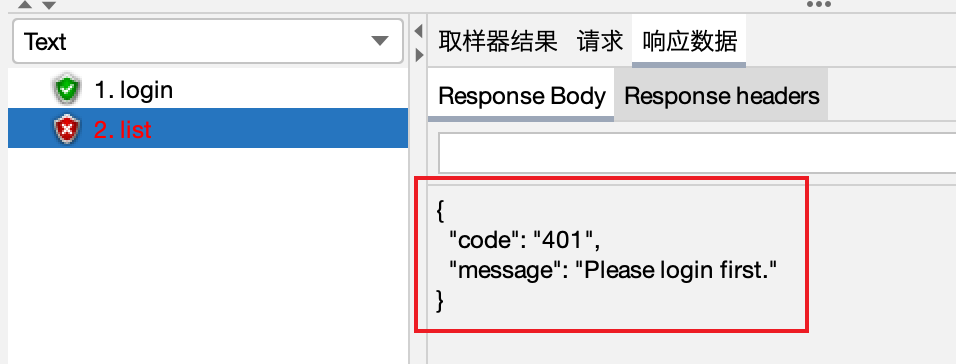 Text
1. login
2. list
取样器结果 请求 响应数据
Response Body Response headers
{
"code": "401",
"message": "Please login first."
}